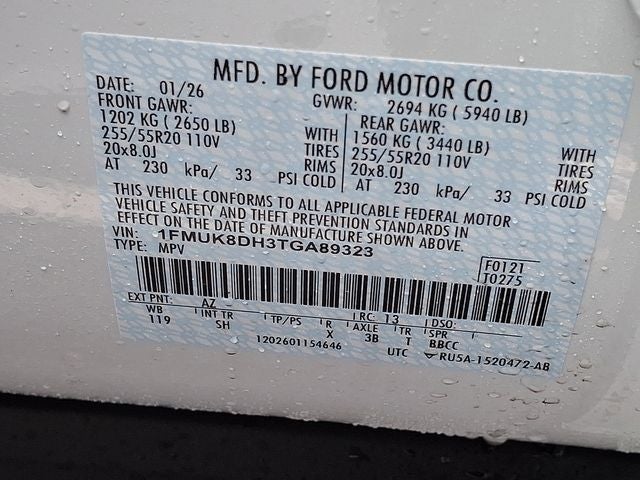 MFD. BY FORD MOTOR CO.
DATE: 01/26 GVWR: 2694 KG ( 5940 LB)
FRONT GAWR: REAR GAWR:
1202 KG ( 2650 LB) WITH 1560 KG ( 3440 LB) WITH
255/55R20 110V TIRES 255/55R20 110V TIRES
20x8.0J RIMS 20x8.0J RIMS
AT 230 kPa/ 33 PSI COLD AT 230 kPa/ 33 PSI COLD
THIS VEHICLE CONFORMS TO ALL APPLICABLE FEDERAL MOTOR
VEHICLE SAFETY AND THEFT PREVENTION STANDARDS IN
EFFECT ON THE DATE OF MANUFACTURE SHOWN ABOVE.
VIN: 1FMUK8DH3TGA89323
TYPE: MPV
F0121
T0275
EXT PNT: AZ - RC: 13 DSO:
WB INT TR TP/PS R AXLE TR SPR
119 SH X 3B T BBCC
1202601154646 UTC RU5A-1520472-AB